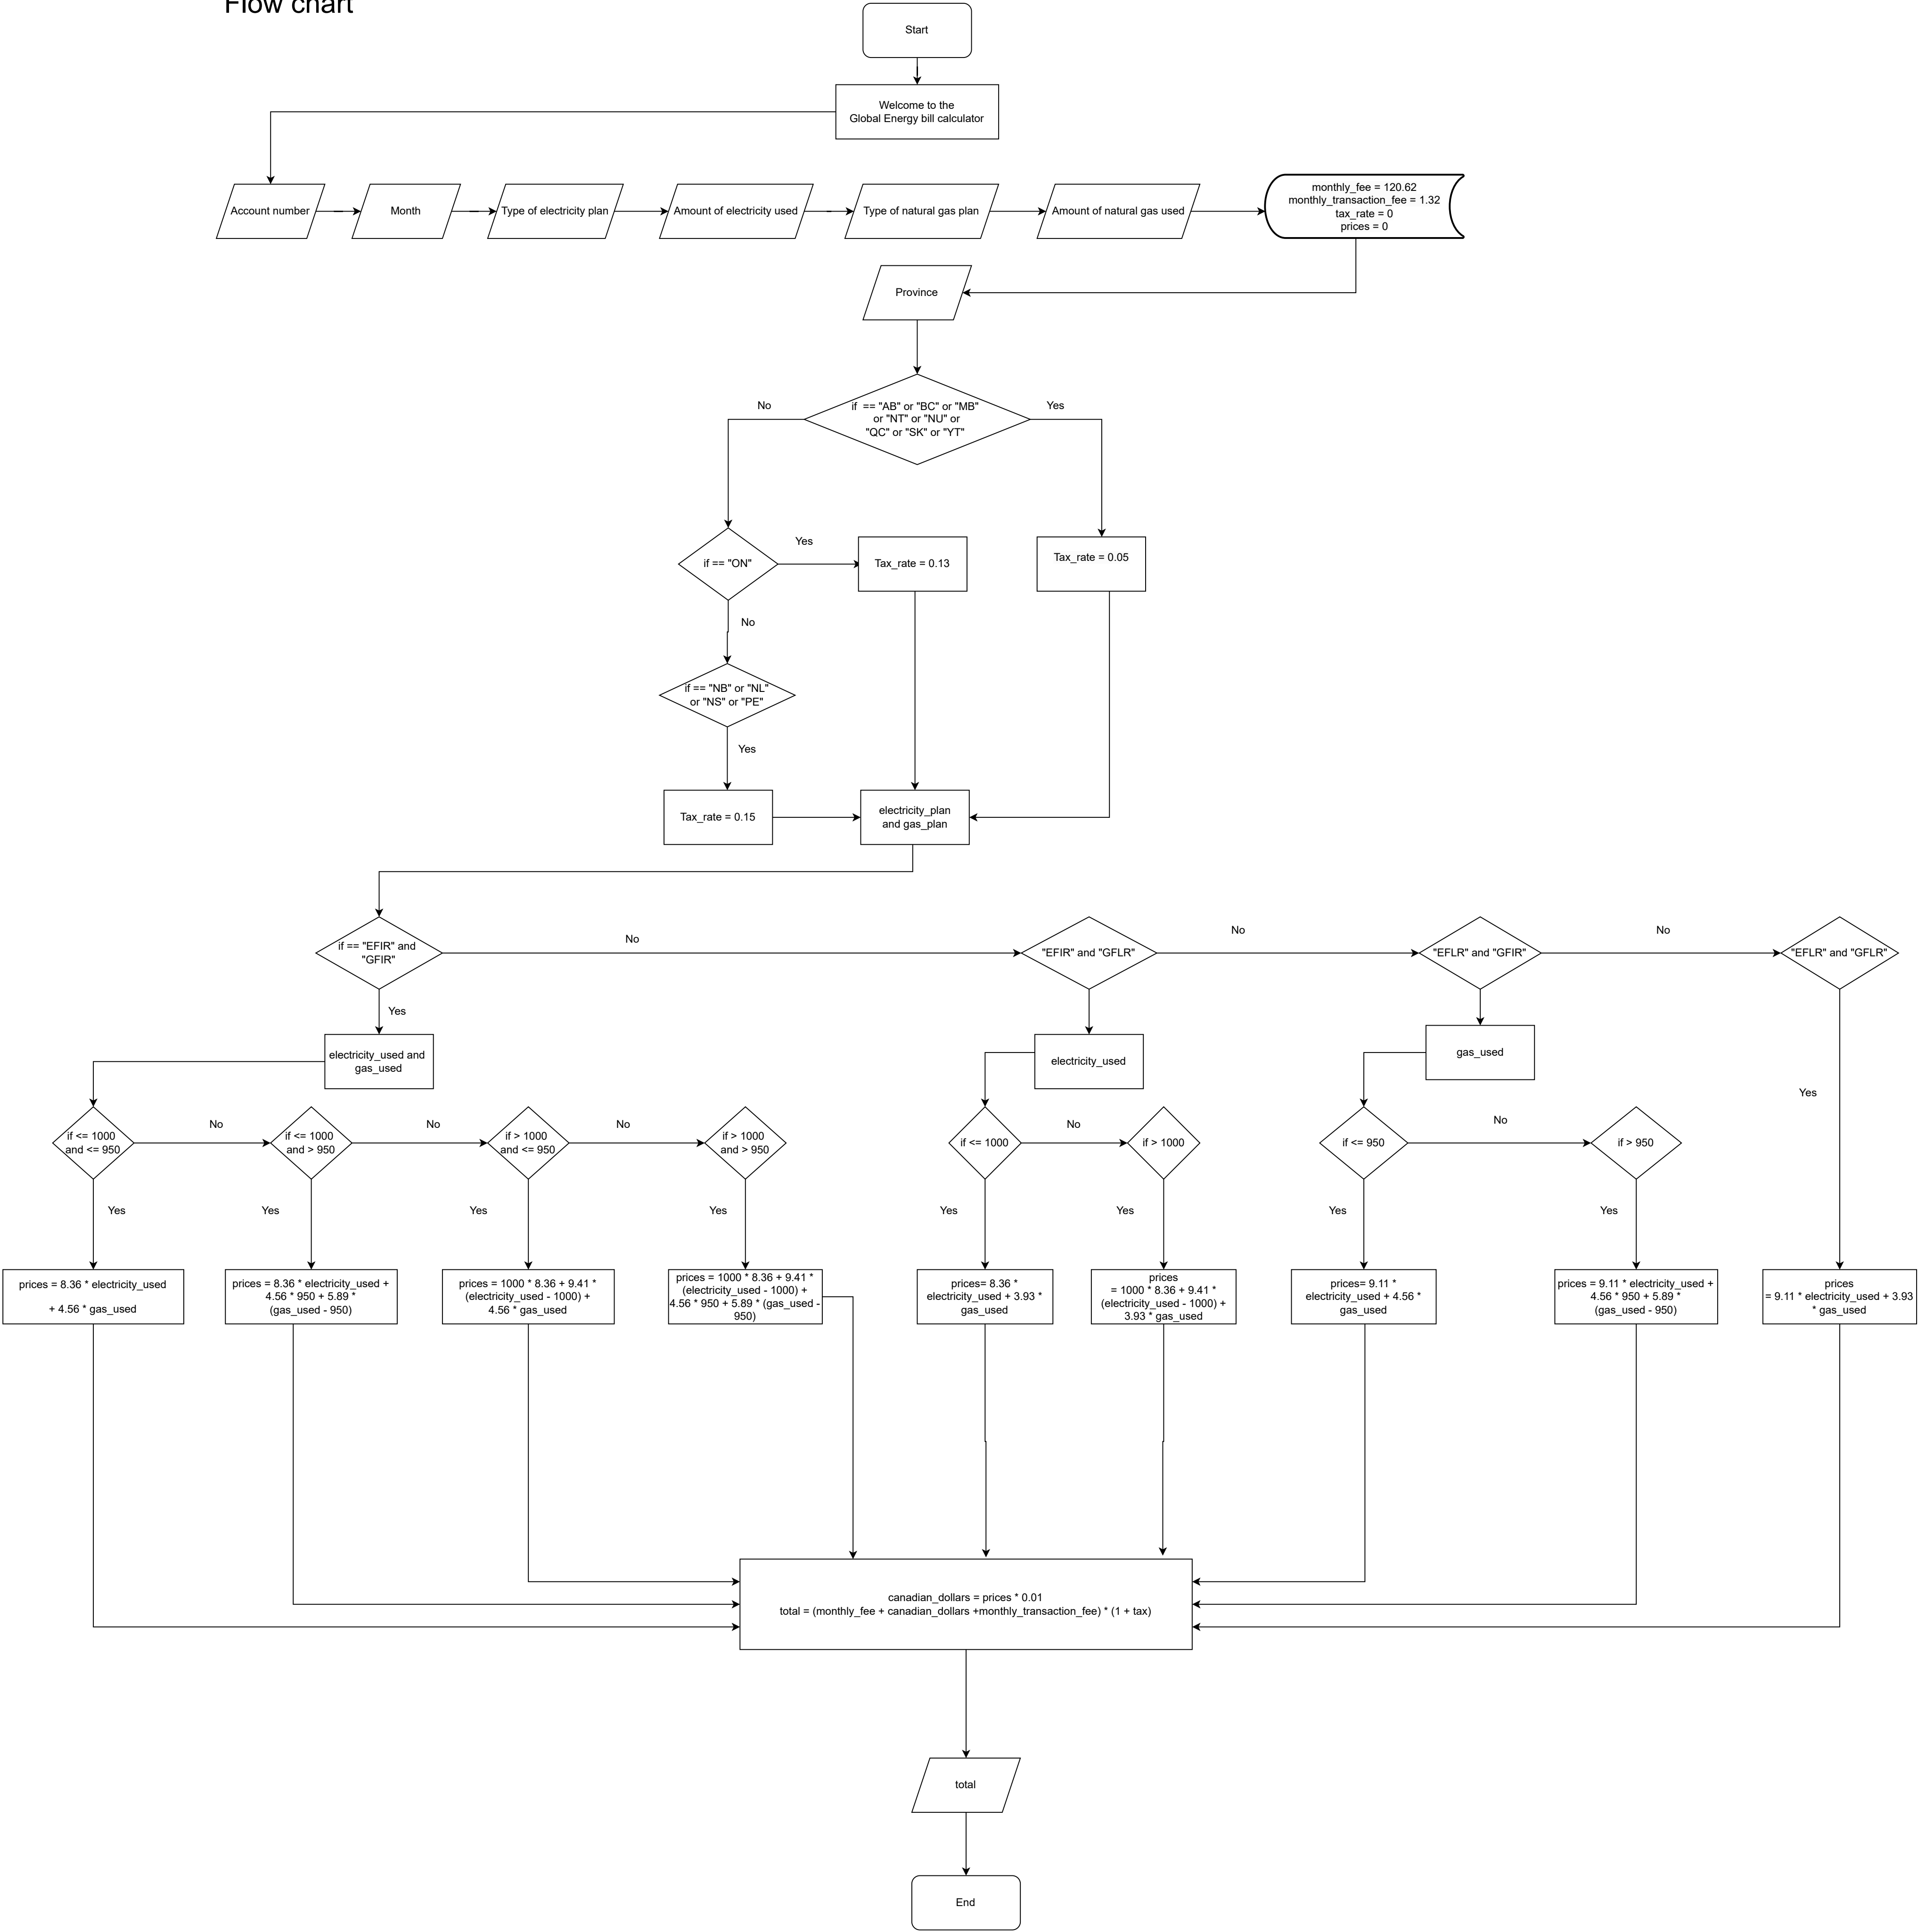 Flow chart
Start
Welcome to the
Global Energy bill calculator
Account number
Month
Type of electricity plan
Amount of electricity used
Type of natural gas plan
Amount of natural gas used
monthly_fee = 120.62
monthly_transaction_fee = 1.32
tax_rate = 0
prices = 0
Province
No
if == "AB" or "BC" or "MB"
or "NT" or "NU" or
"QC" or "SK" or "YT"
Yes
if == "ON"
Yes
Tax_rate = 0.13
Tax_rate = 0.05
No
if == "NB" or "NL"
or "NS" or "PE"
Yes
Tax_rate = 0.15
electricity_plan
and gas_plan
if == "EFIR" and
"GFIR"
No
"EFIR" and "GFLR"
No
"EFLR" and "GFIR"
No
"EFLR" and "GFLR"
Yes
electricity_used and
gas_used
electricity_used
gas_used
Yes
if <= 1000
and <= 950
No
if <= 1000
and > 950
No
if > 1000
and <= 950
No
if > 1000
and > 950
if <= 1000
No
if > 1000
if <= 950
No
if > 950
Yes
Yes
Yes
Yes
Yes
Yes
Yes
Yes
prices = 8.36 * electricity_used
+ 4.56 * gas_used
prices = 8.36 * electricity_used +
4.56 * 950 + 5.89 *
(gas_used - 950)
prices = 1000 * 8.36 + 9.41 *
(electricity_used - 1000) +
4.56 * gas_used
prices = 1000 * 8.36 + 9.41 *
(electricity_used - 1000) +
4.56 * 950 + 5.89 * (gas_used -
950)
prices= 8.36 *
electricity_used + 3.93 *
gas_used
prices
= 1000 * 8.36 + 9.41 *
(electricity_used - 1000) +
3.93 * gas_used
prices= 9.11 *
electricity_used + 4.56 *
gas_used
prices = 9.11 * electricity_used +
4.56 * 950 + 5.89 *
(gas_used - 950)
prices
= 9.11 * electricity_used + 3.93
* gas_used
canadian_dollars = prices * 0.01
total = (monthly_fee + canadian_dollars +monthly_transaction_fee) * (1 + tax)
total
End